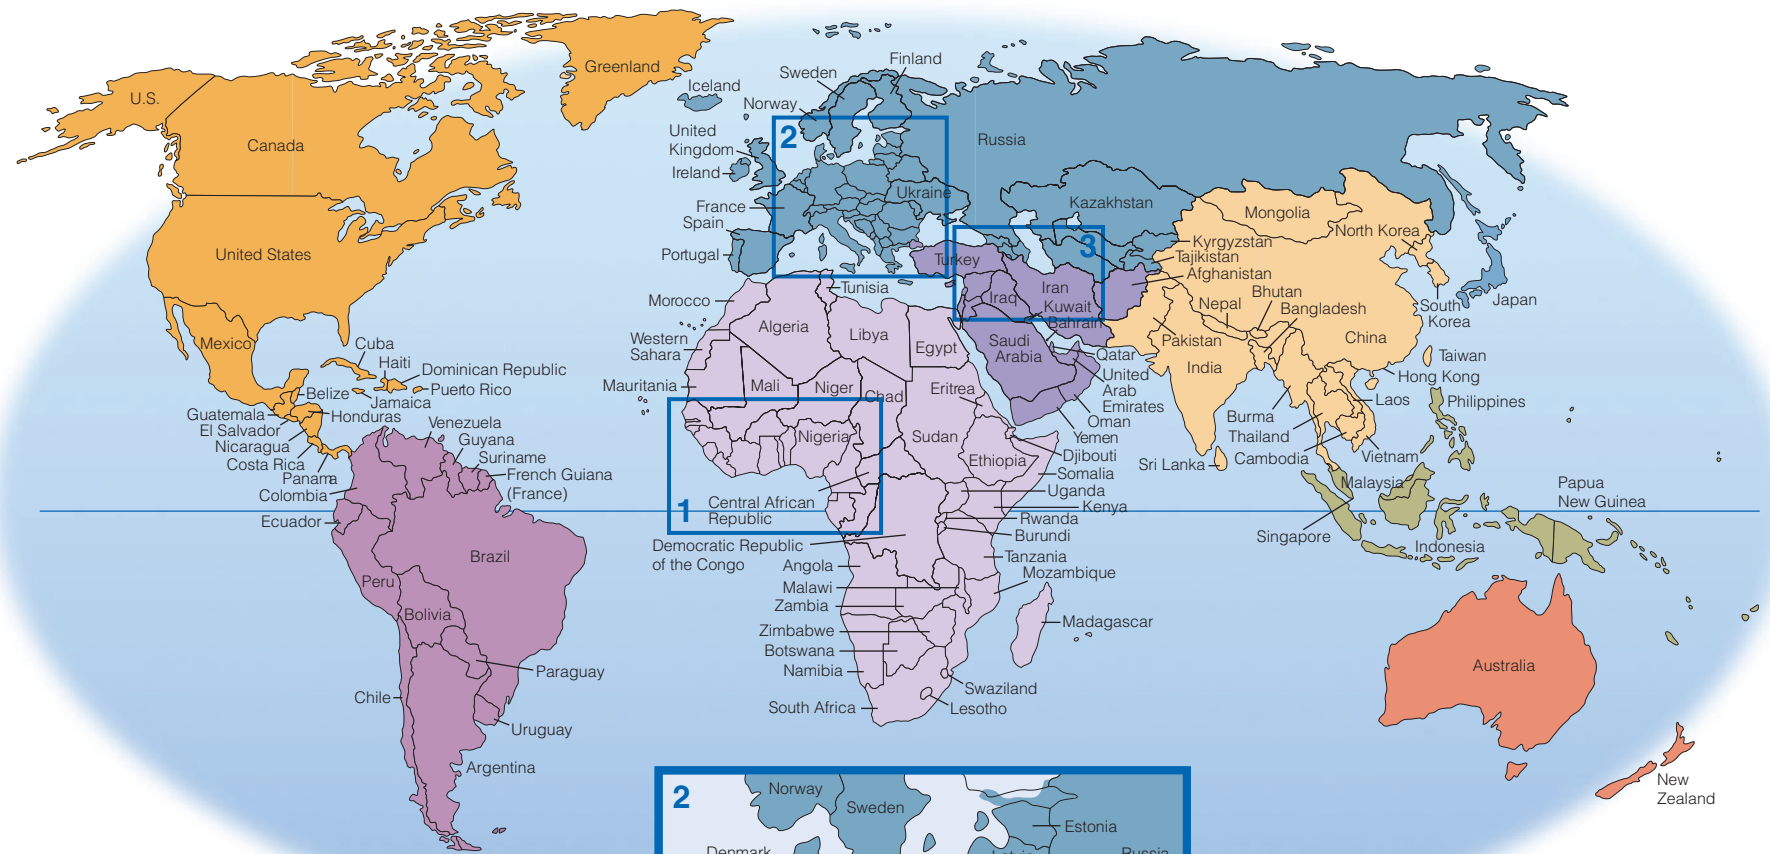 Greenland
U.S.
Canada
United States
Mexico
Cuba
Haiti
Dominican Republic
Puerto Rico
Jamaica
Belize
Guatemala
Honduras
El Salvador
Nicaragua
Costa Rica
Panama
Venezuela
Guyana
Suriname
French Guiana
(France)
Colombia
Ecuador
Brazil
Peru
Bolivia
Paraguay
Chile
Uruguay
Argentina
Iceland
Norway
Sweden
Finland
United
Kingdom
Ireland
France
Spain
Portugal
2
Ukraine
Russia
Kazakhstan
3
Turkey
Iraq
Iran
Kuwait
Bahrain
Saudi
Arabia
Qatar
United
Arab
Emirates
Oman
Yemen
Kyrgyzstan
Tajikistan
Afghanistan
Mongolia
North Korea
South
Korea
Japan
Nepal
Bhutan
Bangladesh
China
Pakistan
India
Taiwan
Hong Kong
Laos
Philippines
Burma
Thailand
Cambodia
Vietnam
Sri Lanka
Malaysia
Singapore
Indonesia
Papua
New Guinea
Australia
New
Zealand
Morocco
Tunisia
Algeria
Libya
Egypt
Western
Sahara
Mauritania
Mali
Niger
Chad
Eritrea
Nigeria
Sudan
Ethiopia
Djibouti
Somalia
Uganda
Kenya
Rwanda
Burundi
1
Central African
Republic
Democratic Republic
of the Congo
Tanzania
Angola
Mozambique
Malawi
Zambia
Madagascar
Zimbabwe
Botswana
Namibia
Swaziland
Lesotho
South Africa
2
Norway
Sweden
Estonia
Denmark
Latvia
Russia